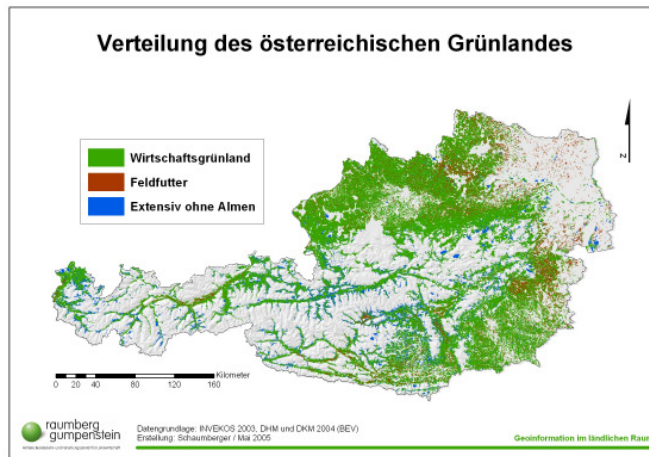 Verteilung des österreichischen Grünlandes
Wirtschaftsgrünland
Feldfutter
Extensiv ohne Almen
N
Kilometer
0 20 40 80 120 160
raumberg
gumpenstein
Datengrundlage: INVEKOS 2003, DHM und DKM 2004 (BEV)
Erstellung: Schaumberger / Mai 2005
Geoinformation im ländlichen Raum